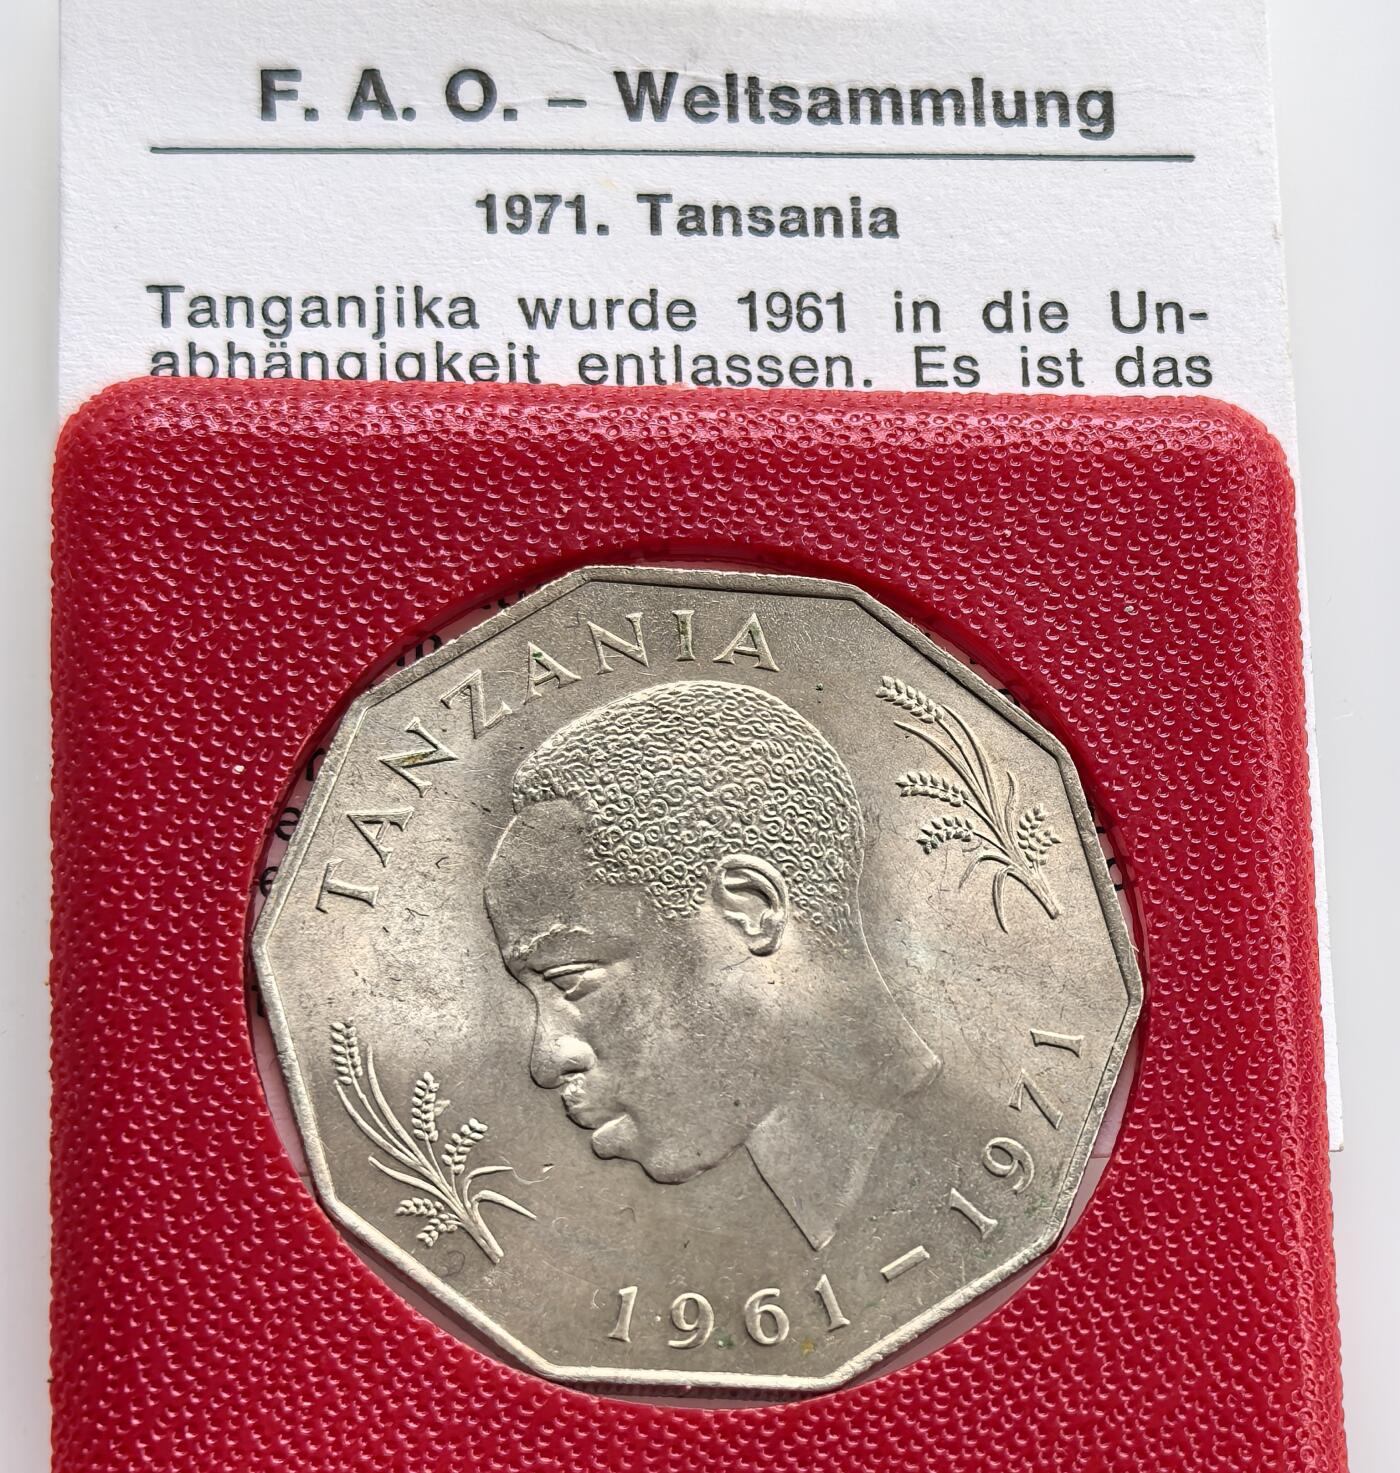 F. A. O. – Weltsammlung
1971. Tansania
Tanganjika wurde 1961 in die Un-
abhängigkeit entlassen. Es ist das
TANZANIA
1961 – 1971